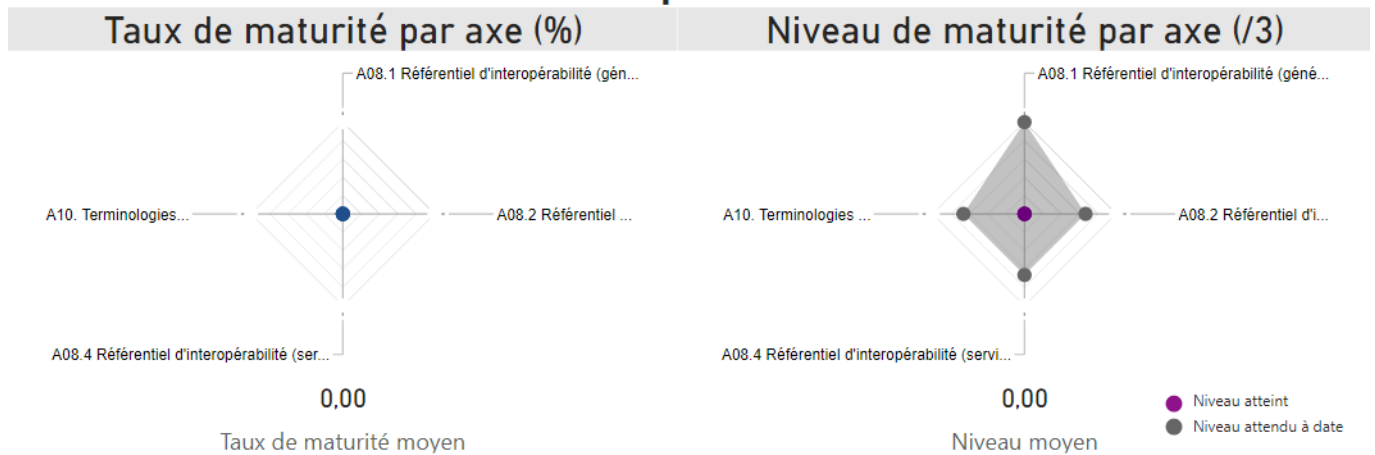 Taux de maturité par axe (%)
A08.1 Référentiel d'interopérabilité (gén...
A10. Terminologies...
A08.2 Référentiel ...
A08.4 Référentiel d'interopérabilité (ser...
0,00
Taux de maturité moyen
Niveau de maturité par axe (/3)
A08.1 Référentiel d'interopérabilité (géné...
A10. Terminologies ...
A08.2 Référentiel d'i...
A08.4 Référentiel d'interopérabilité (servi...
0,00
Niveau moyen
Niveau atteint
Niveau attendu à date